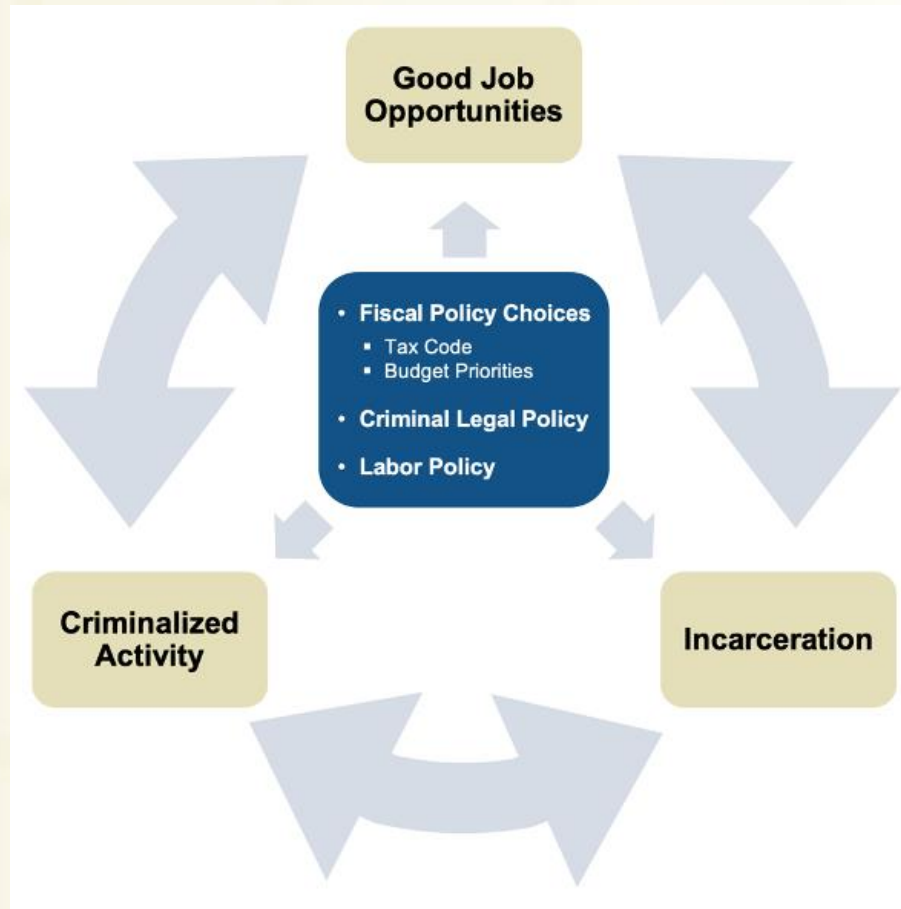 Good Job
Opportunities
• Fiscal Policy Choices
▪ Tax Code
▪ Budget Priorities
• Criminal Legal Policy
• Labor Policy
Criminalized
Activity
Incarceration